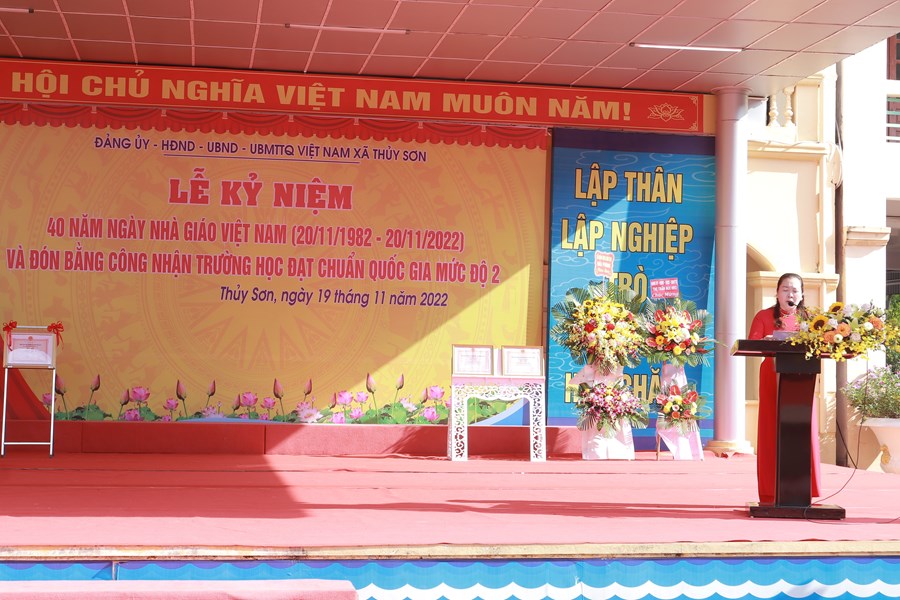 HỘI CHỦ NGHĨA VIỆT NAM MUÔN NĂM!
ĐẢNG ỦY - HĐND - UBND - UBMTTQ VIỆT NAM XÃ THỦY SƠN
LỄ KỶ NIỆM
40 NĂM NGÀY NHÀ GIÁO VIỆT NAM (20/11/1982 - 20/11/2022)
VÀ ĐÓN BẰNG CÔNG NHẬN TRƯỜNG HỌC ĐẠT CHUẨN QUỐC GIA MỨC ĐỘ 2
Thủy Sơn, ngày 19 tháng 11 năm 2022
LẬP THÂN
LẬP NGHIỆP
TRÒ